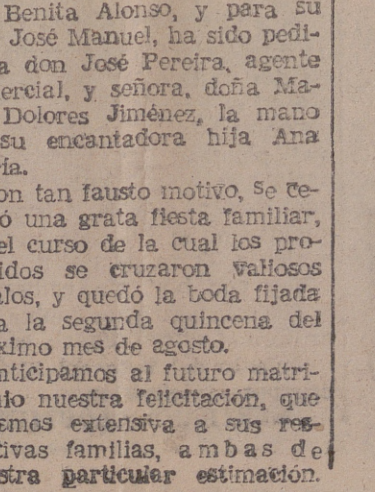 Benita Alonso, y para su
José Manuel, ha sido pedi-
a don José Pereira, agente
ercial, y señora, doña Ma-
Dolores Jiménez, la mano
su encantadora hija Ana
ría.
on tan fausto motivo, se ce-
ó una grata fiesta familiar,
el curso de la cual los pro-
idos se cruzaron valiosos
alos, y quedó la boda fijada
a la segunda quincena del
ximo mes de agosto.
nticipamos al futuro matri-
nio nuestra felicitación, que
emos extensiva a sus res-
tivas familias, ambas de
stra particular estimación.